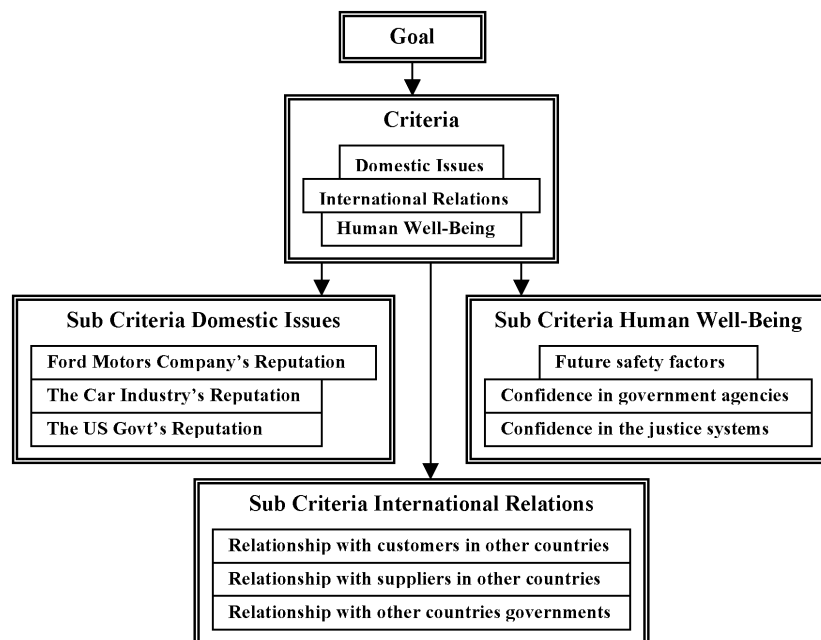 Goal
Criteria
Domestic Issues
International Relations
Human Well-Being
Sub Criteria Domestic Issues
Ford Motors Company's Reputation
The Car Industry's Reputation
The US Govt's Reputation
Sub Criteria Human Well-Being
Future safety factors
Confidence in government agencies
Confidence in the justice systems
Sub Criteria International Relations
Relationship with customers in other countries
Relationship with suppliers in other countries
Relationship with other countries governments